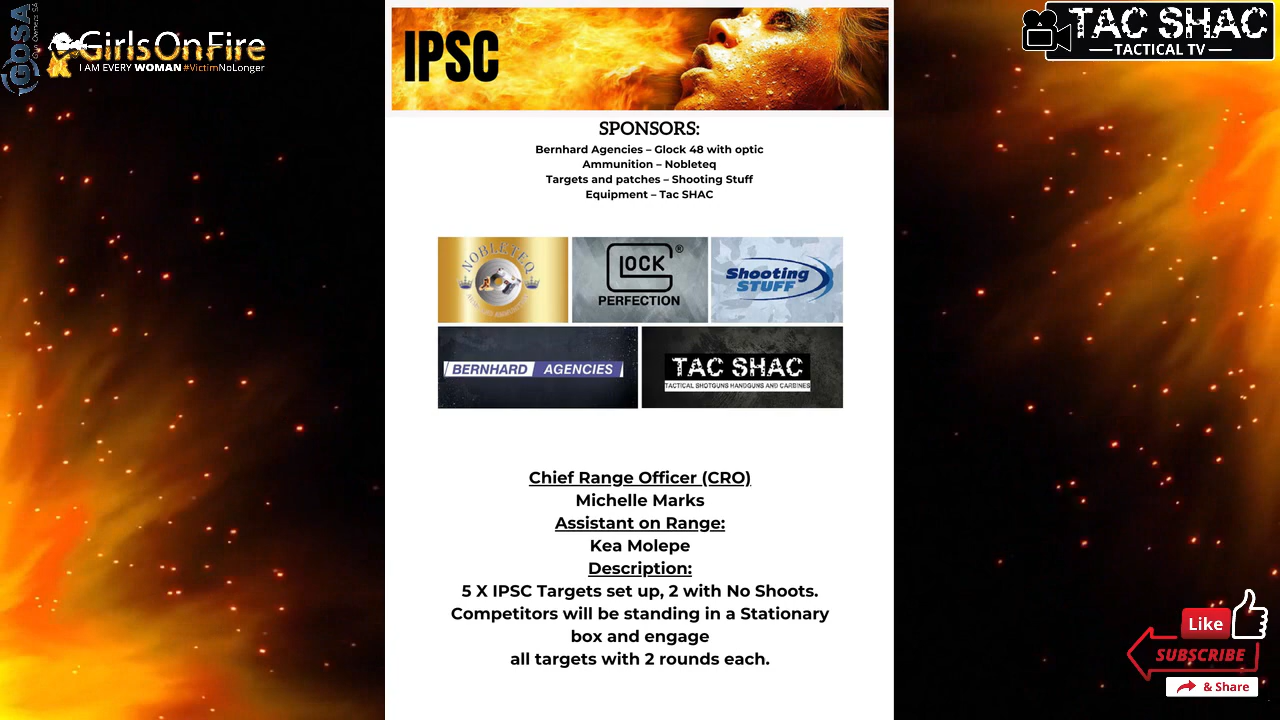 GOSA
GirlsOnFire
I AM EVERY WOMAN #VictimNoLonger
IPSC
TAC SHAC
TACTICAL TV
SPONSORS:
Bernhard Agencies – Glock 48 with optic
Ammunition – Nobleteq
Targets and patches – Shooting Stuff
Equipment – Tac SHAC
NOBLETEQ
GLOCK®
PERFECTION
Shooting
STUFF
BERNHARD AGENCIES
TAC SHAC
TACTICAL SHOTGUNS HANDGUNS AND CARBINES
Chief Range Officer (CRO)
Michelle Marks
Assistant on Range:
Kea Molepe
Description:
5 X IPSC Targets set up, 2 with No Shoots.
Competitors will be standing in a Stationary
box and engage
all targets with 2 rounds each.
Like
SUBSCRIBE
& Share